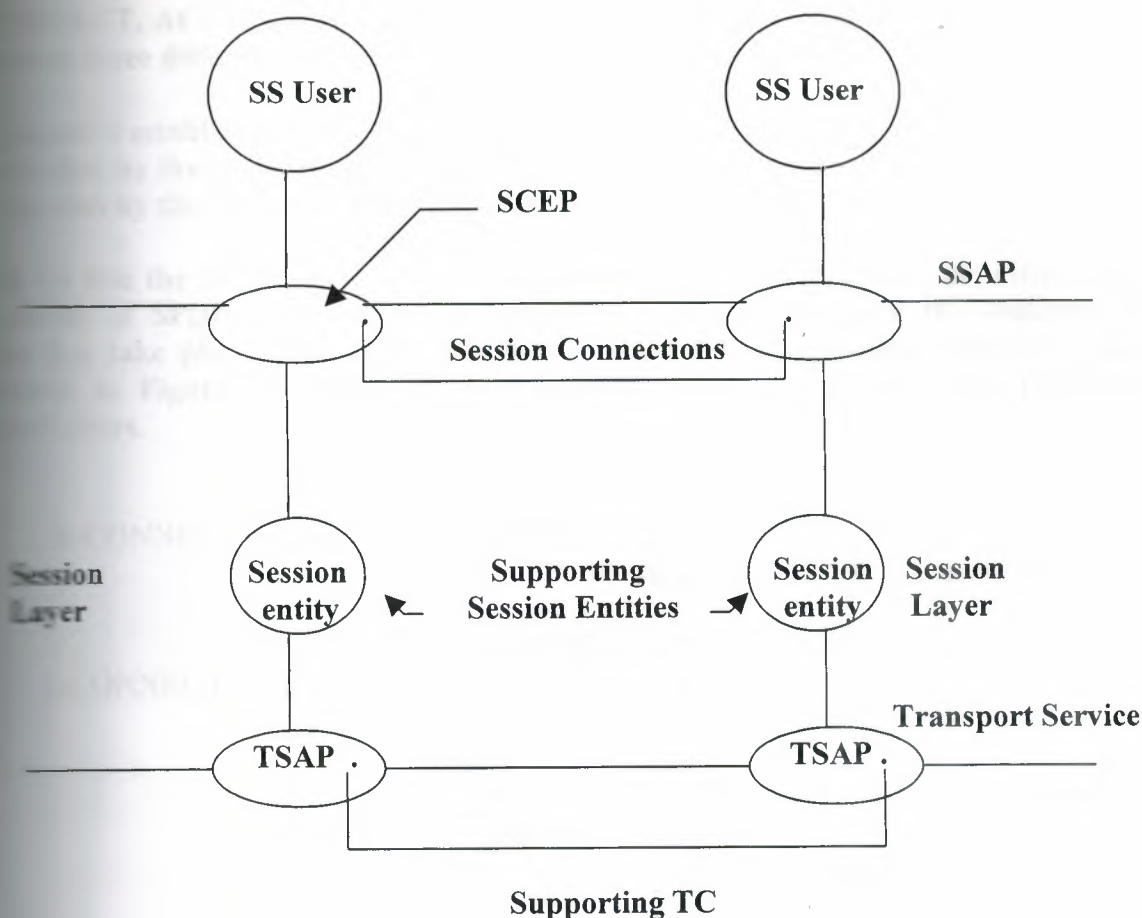 SS User
SS User
SCEP
SSAP
Session Connections
Session
Layer
Session
entity
Supporting
Session Entities
Session
entity
Session
Layer
Transport Service
TSAP .
TSAP .
Supporting TC